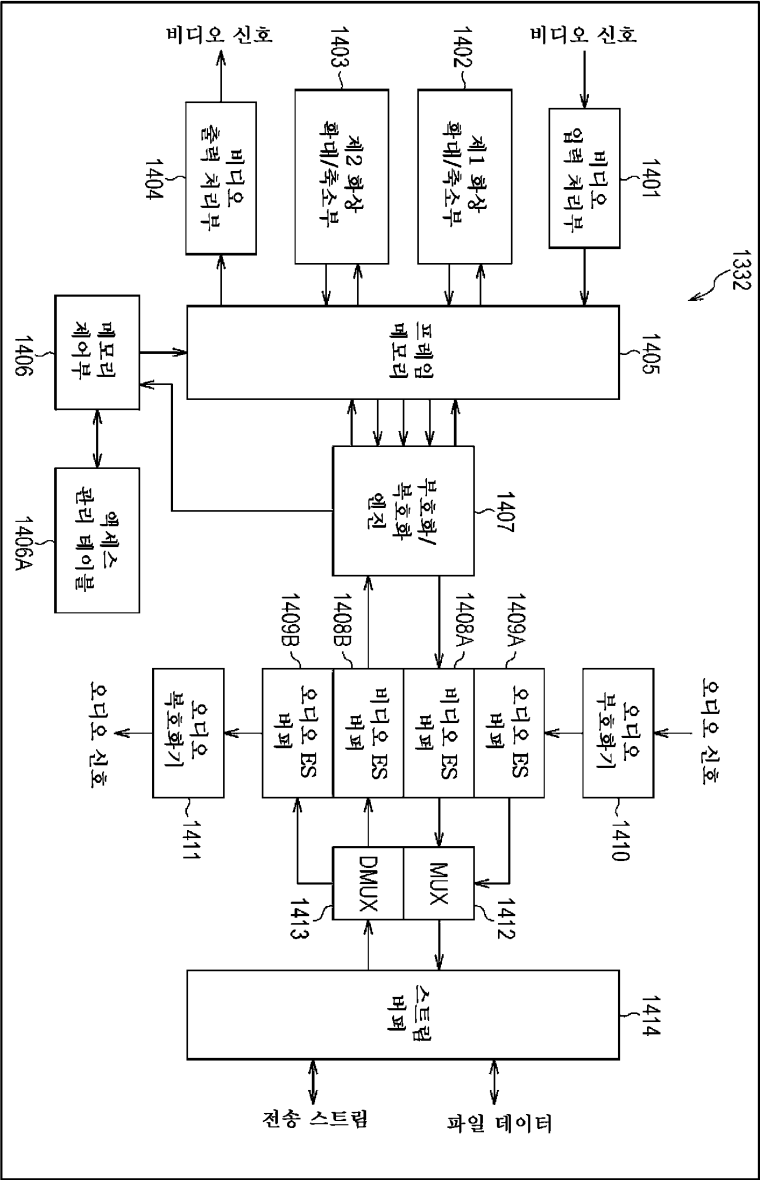 1332
비디오 신호
1401
비디오
입력 처리부
1402
제1 화상
확대/축소부
1403
제2 화상
확대/축소부
비디오 신호
비디오
출력 처리부
1404
1405
프레임
메모리
메모리
제어부
1406
액세스
관리 테이블
1406A
부호화/
복호화
엔진
1407
오디오 신호
오디오
부호화기
1410
1409A
오디오 ES
버퍼
1408A
비디오 ES
버퍼
1408B
비디오 ES
버퍼
1409B
오디오 ES
버퍼
오디오
복호화기
1411
오디오 신호
MUX
1412
DMUX
1413
1414
스트림
버퍼
파일 데이터
전송 스트림